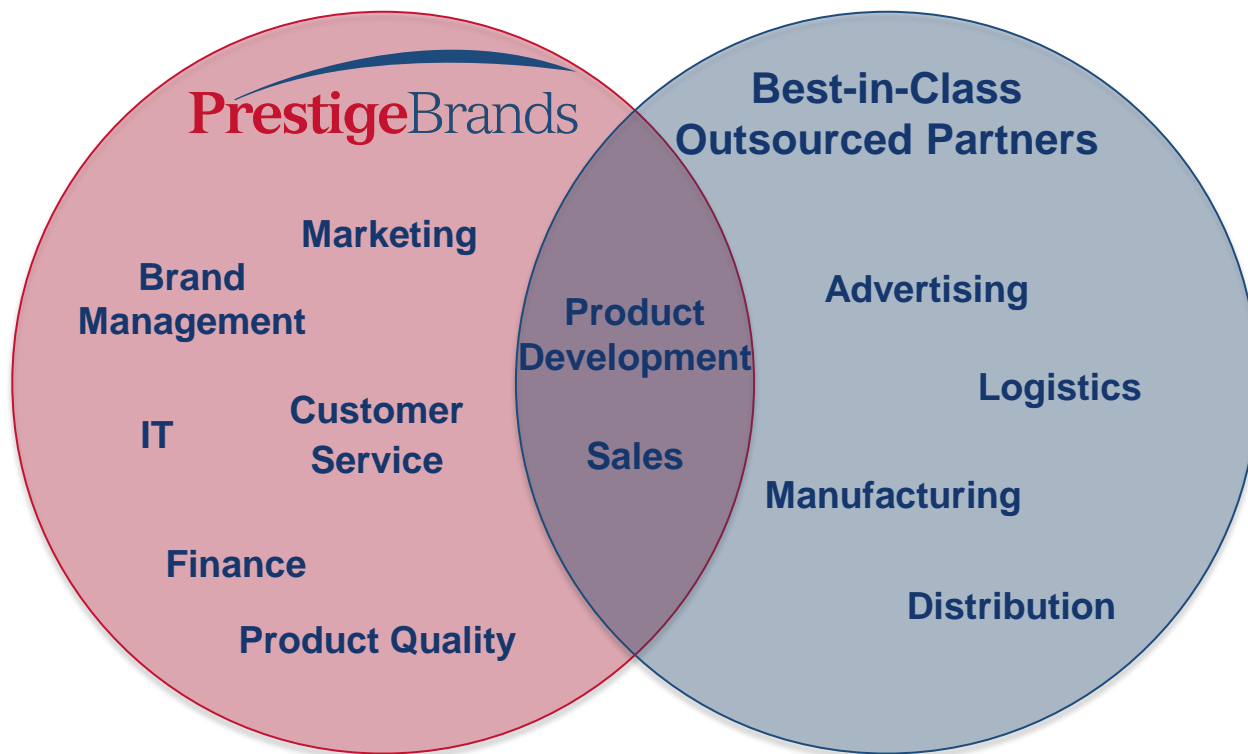 PrestigeBrands
Marketing
Brand
Management
Customer
Service
IT
Finance
Product Quality
Product
Development
Sales
Best-in-Class
Outsourced Partners
Advertising
Logistics
Manufacturing
Distribution